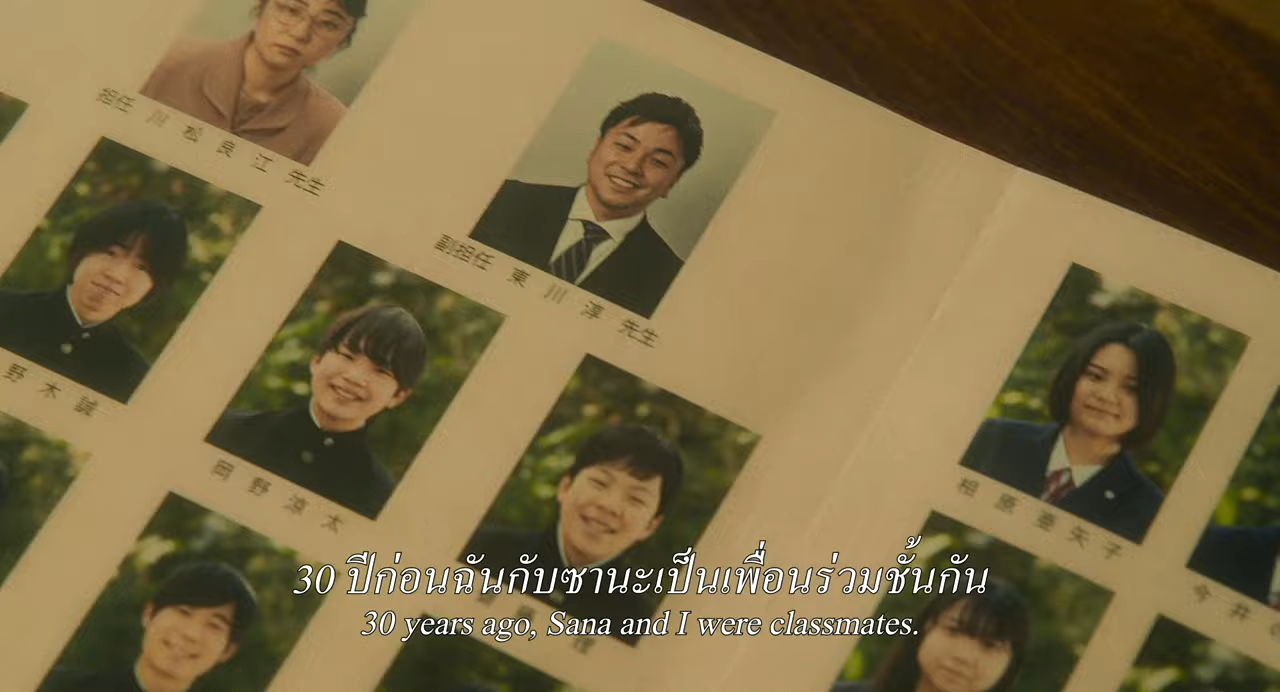 担任 川 松 良 江 先生
副担任 東 川 淳 先生
野 木 誠
岡 野 涼 太
相 原 亜 矢 子
今 井
30 ปีก่อนฉันกับซานะเป็นเพื่อนร่วมชั้นกัน
30 years ago, Sana and I were classmates.